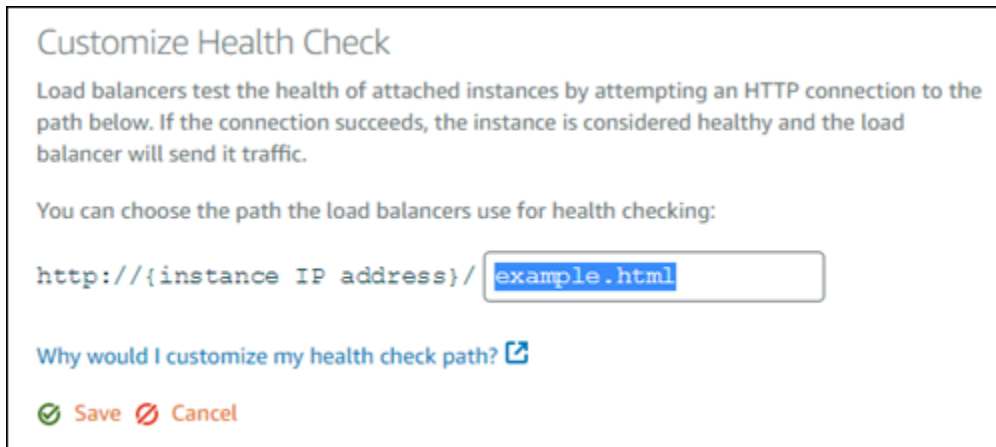 Customize Health Check
Load balancers test the health of attached instances by attempting an HTTP connection to the
path below. If the connection succeeds, the instance is considered healthy and the load
balancer will send it traffic.
You can choose the path the load balancers use for health checking:
http://{instance IP address}/ example.html
Why would I customize my health check path?
Save Cancel